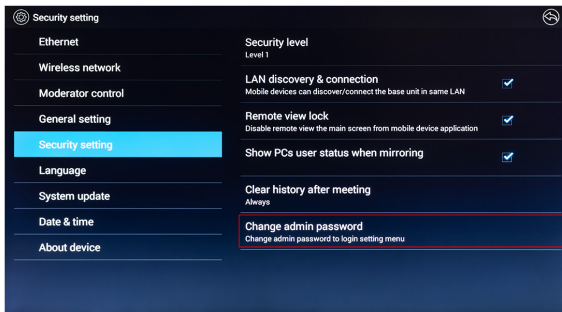 Security setting
Ethernet
Wireless network
Moderator control
General setting
Security setting
Language
System update
Date & time
About device
Security level
Level 1
LAN discovery & connection
Mobile devices can discover/connect the base unit in same LAN
Remote view lock
Disable remote view the main screen from mobile device application
Show PCs user status when mirroring
Clear history after meeting
Always
Change admin password
Change admin password to login setting menu